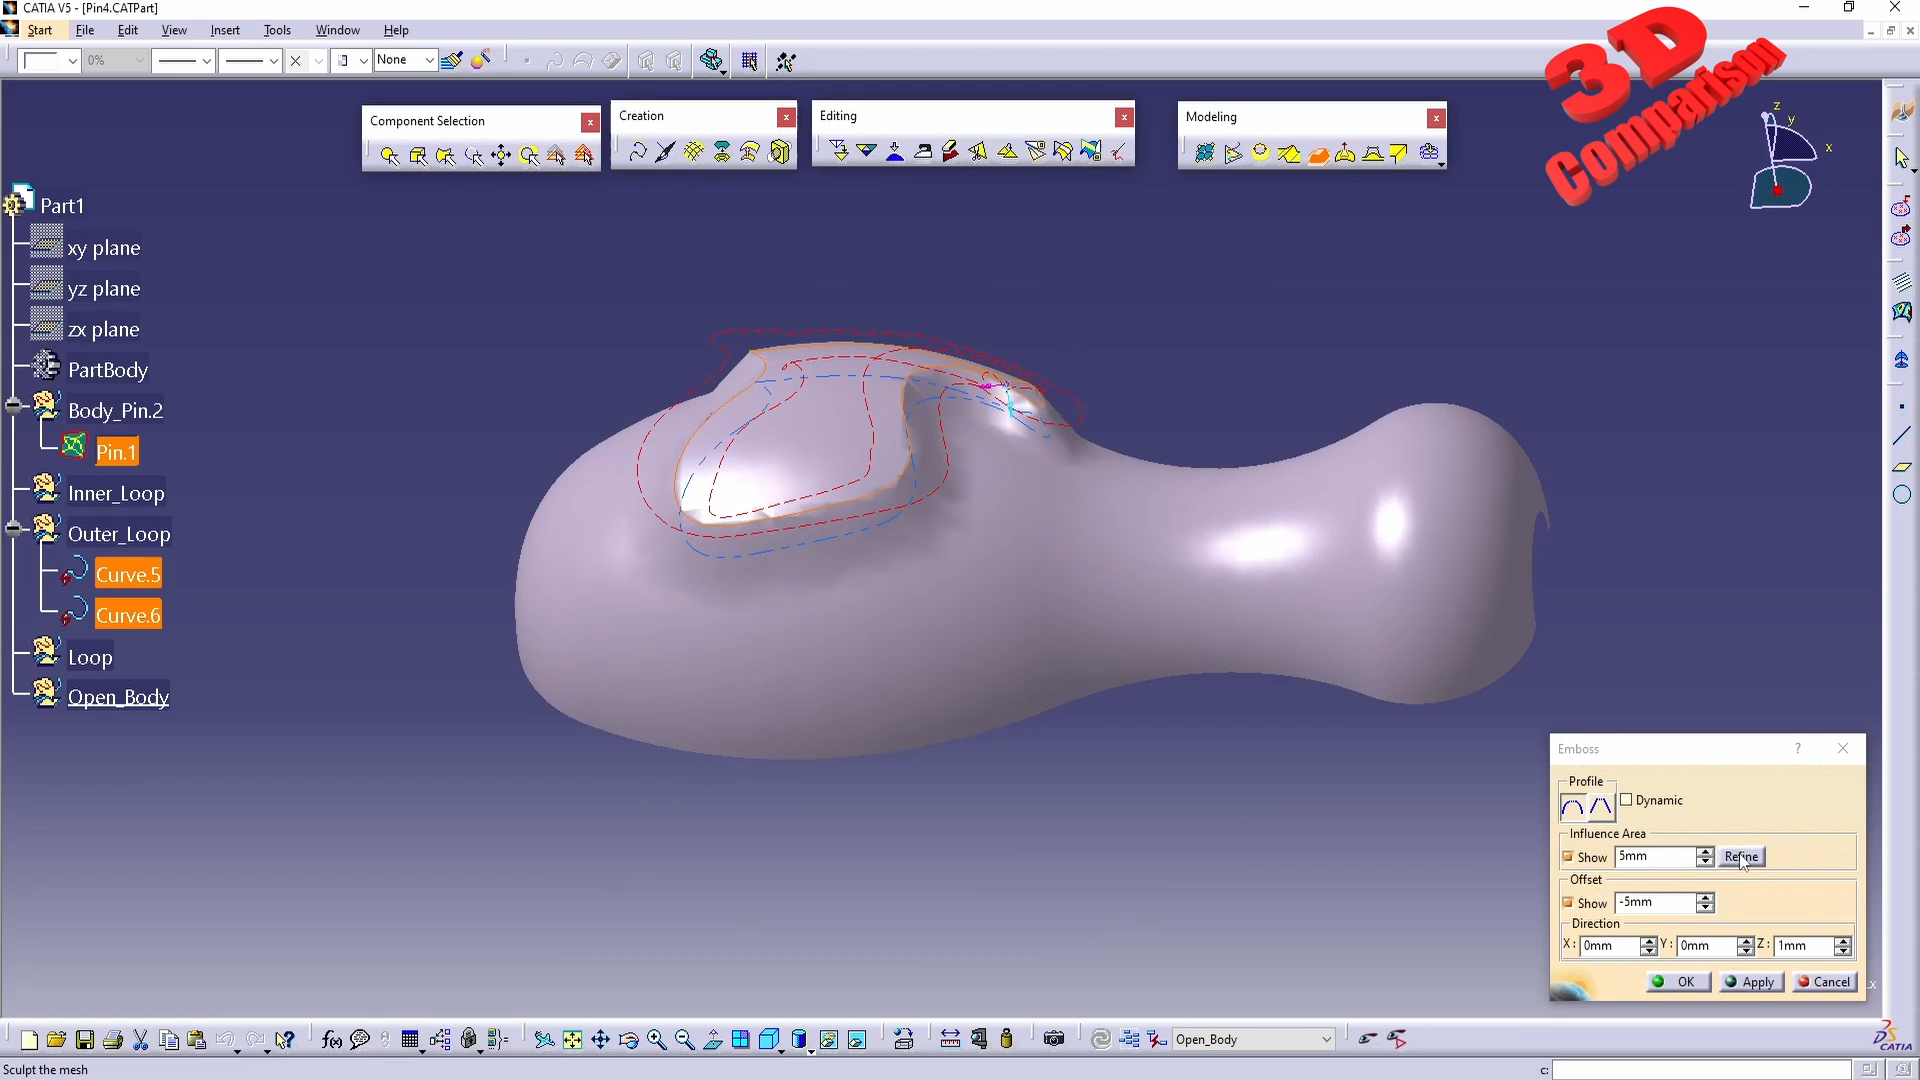 CATIA V5 - [Pin4.CATPart]
Start File Edit View Insert Tools Window Help
0% None
3D
Comparison
Component Selection
Creation
Editing
Modeling
z
y
x
Part1
xy plane
yz plane
zx plane
PartBody
Body_Pin.2
Pin.1
Inner_Loop
Outer_Loop
Curve.5
Curve.6
Loop
Open_Body
Emboss
Profile
Dynamic
Influence Area
Show 5mm Refine
Offset
Show -5mm
Direction
X: 0mm Y: 0mm Z: 1mm
OK Apply Cancel
x
f(x)
Open_Body
CATIA
Sculpt the mesh
c: